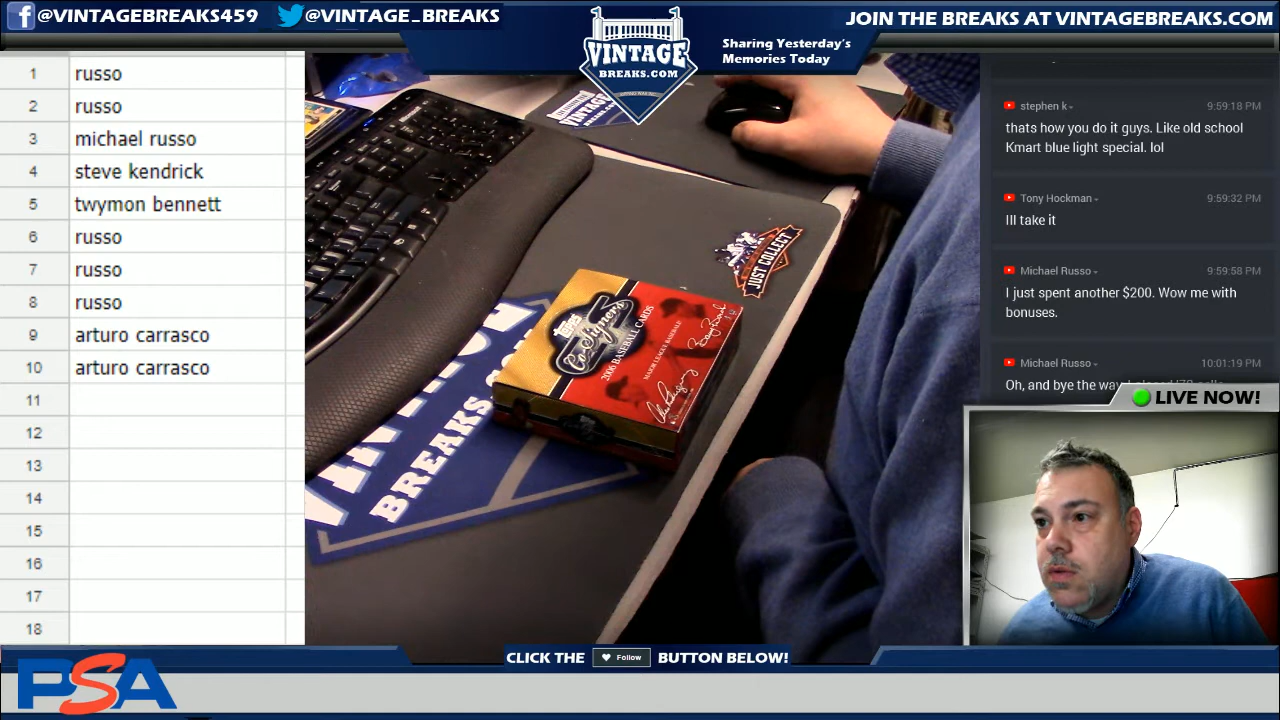 @VINTAGEBREAKS459
@VINTAGE_BREAKS
VINTAGE
BREAKS.COM
Sharing Yesterday's
Memories Today
JOIN THE BREAKS AT VINTAGEBREAKS.COM
1 russo
2 russo
3 michael russo
4 steve kendrick
5 twymon bennett
6 russo
7 russo
8 russo
9 arturo carrasco
10 arturo carrasco
11
12
13
14
15
16
17
18
JUST COLLECT
Topps
Co-Signers
2006 BASEBALL CARDS
MAJOR LEAGUE BASEBALL
BREAKS.COM
stephen k 9:59:18 PM
thats how you do it guys. Like old school
Kmart blue light special. lol
Tony Hockman 9:59:32 PM
Ill take it
Michael Russo 9:59:58 PM
I just spent another $200. Wow me with
bonuses.
Michael Russo 10:01:19 PM
Oh, and bye the way
LIVE NOW!
CLICK THE Follow BUTTON BELOW!
PSA